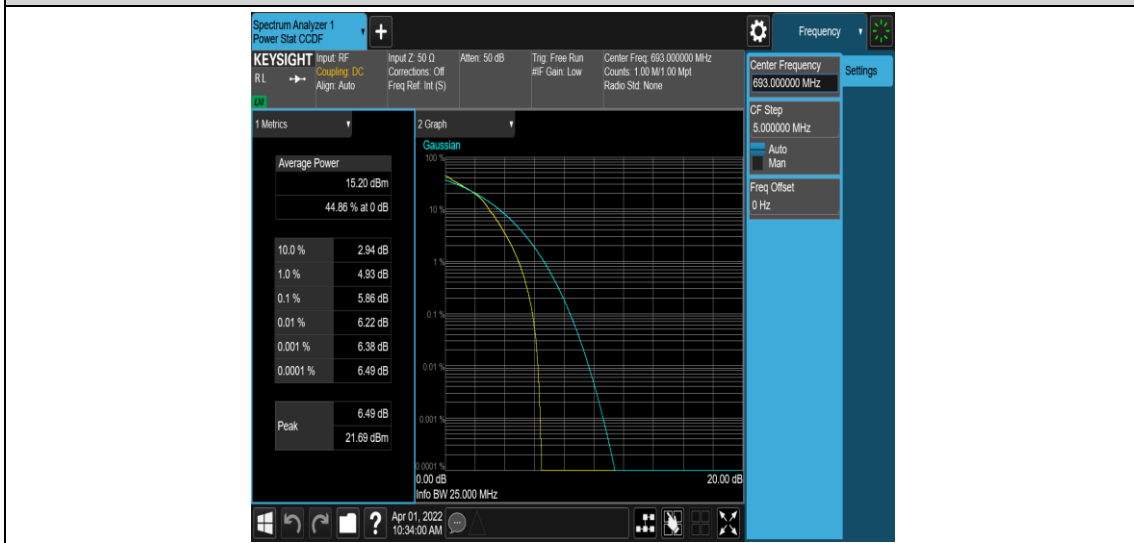 Spectrum Analyzer 1
Power Stat CCDF
+
Frequency
KEYSIGHT
RL
Input: RF
Coupling: DC
Align: Auto
Input Z: 50 Ω
Corrections: Off
Freq Ref: Int (S)
Atten: 50 dB
Trig: Free Run
#IF Gain: Low
Center Freq: 693.000000 MHz
Counts: 1.00 M/1.00 Mpt
Radio Std: None
Center Frequency
693.000000 MHz
Settings
CF Step
5.000000 MHz
Auto
Man
Freq Offset
0 Hz
1 Metrics
Average Power
15.20 dBm
44.86 % at 0 dB
10.0 % 2.94 dB
1.0 % 4.93 dB
0.1 % 5.86 dB
0.01 % 6.22 dB
0.001 % 6.38 dB
0.0001 % 6.49 dB
Peak
6.49 dB
21.69 dBm
2 Graph
Gaussian
100 %
10 %
1 %
0.1 %
0.01 %
0.001 %
0.0001 %
0.00 dB
20.00 dB
Info BW 25.000 MHz
?
Apr 01, 2022
10:34:00 AM